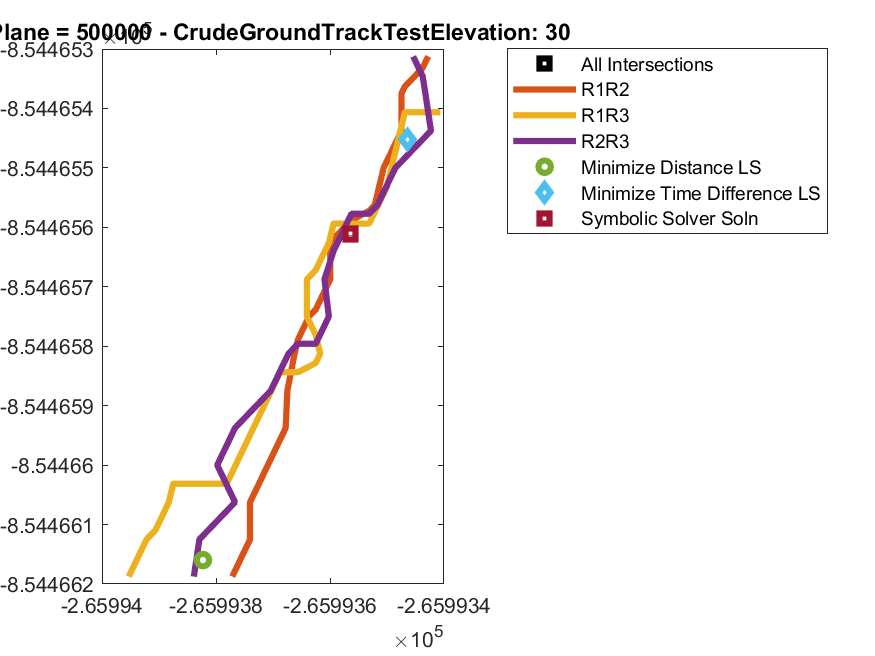 Plane = 500000 - CrudeGroundTrackTestElevation: 30
×10^5
-8.544653
-8.544654
-8.544655
-8.544656
-8.544657
-8.544658
-8.544659
-8.54466
-8.544661
-8.544662
-2.65994
-2.659938
-2.659936
-2.659934
×10^5
All Intersections
R1R2
R1R3
R2R3
Minimize Distance LS
Minimize Time Difference LS
Symbolic Solver Soln